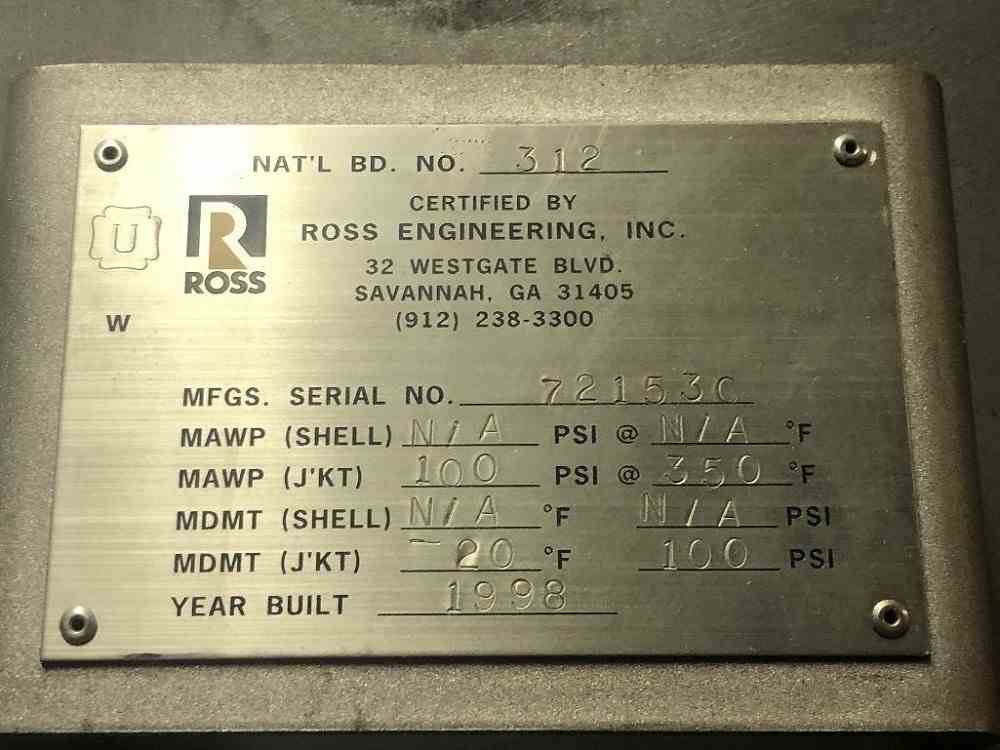 NAT'L BD. NO. 312
CERTIFIED BY
U
R
ROSS
ROSS ENGINEERING, INC.
32 WESTGATE BLVD.
SAVANNAH, GA 31405
(912) 238-3300
W
MFGS. SERIAL NO. 72153C
MAWP (SHELL) N/A PSI @ N/A °F
MAWP (J'KT) 100 PSI @ 350 °F
MDMT (SHELL) N/A °F N/A PSI
MDMT (J'KT) -20 °F 100 PSI
YEAR BUILT 1998